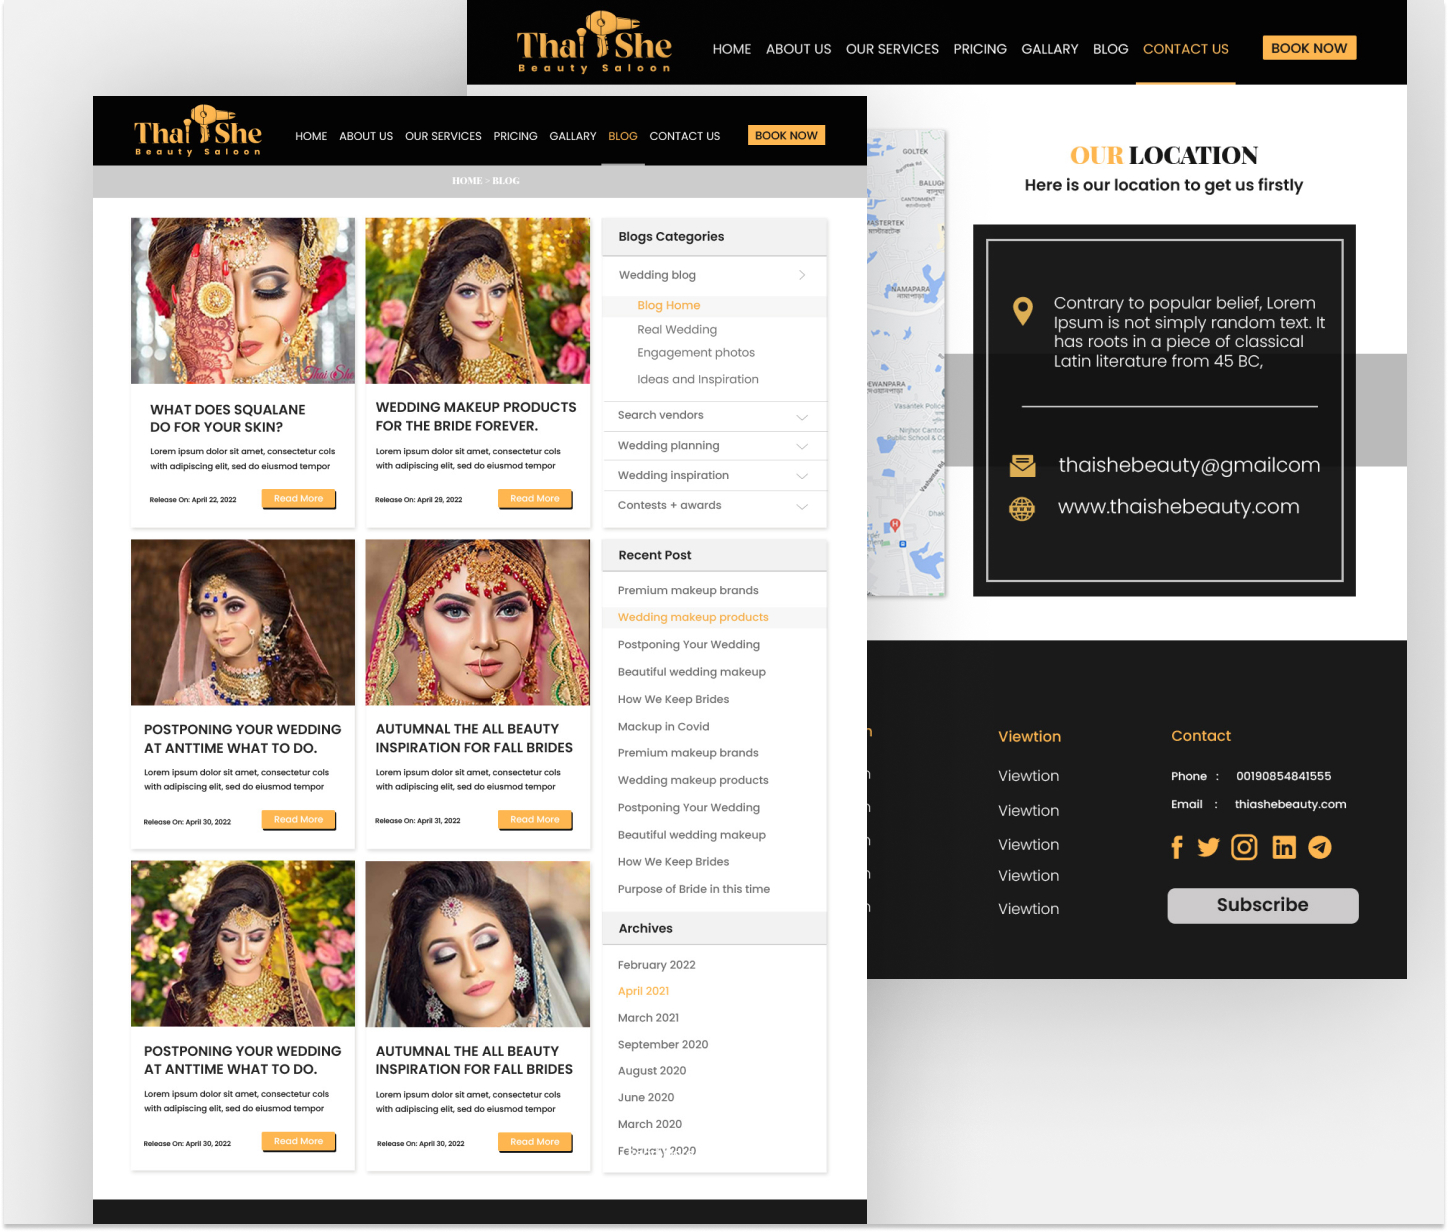 Thai She
Beauty Saloon
HOME ABOUT US OUR SERVICES PRICING GALLARY BLOG CONTACT US BOOK NOW
OUR LOCATION
Here is our location to get us firstly
GOLTEK
CANTONMENT
MASTERTEK
NAMAPARA
DEWANPARA
Vasantek Police
Nirjhor Canton
Public School & Co
Dhak
Contrary to popular belief, Lorem
Ipsum is not simply random text. It
has roots in a piece of classical
Latin literature from 45 BC,
thaishebeauty@gmailcom
www.thaishebeauty.com
Viewtion
Viewtion
Viewtion
Viewtion
Viewtion
Viewtion
Contact
Phone : 00190854841555
Email : thiashebeauty.com
Subscribe
Thai She
Beauty Saloon
HOME ABOUT US OUR SERVICES PRICING GALLARY BLOG CONTACT US BOOK NOW
HOME > BLOG
Thai She
WHAT DOES SQUALANE
DO FOR YOUR SKIN?
Lorem ipsum dolor sit amet, consectetur cols
with adipiscing elit, sed do eiusmod tempor
Release On: April 22, 2022 Read More
WEDDING MAKEUP PRODUCTS
FOR THE BRIDE FOREVER.
Lorem ipsum dolor sit amet, consectetur cols
with adipiscing elit, sed do eiusmod tempor
Release On: April 29, 2022 Read More
POSTPONING YOUR WEDDING
AT ANTTIME WHAT TO DO.
Lorem ipsum dolor sit amet, consectetur cols
with adipiscing elit, sed do eiusmod tempor
Release On: April 30, 2022 Read More
AUTUMNAL THE ALL BEAUTY
INSPIRATION FOR FALL BRIDES
Lorem ipsum dolor sit amet, consectetur cols
with adipiscing elit, sed do eiusmod tempor
Release On: April 31, 2022 Read More
POSTPONING YOUR WEDDING
AT ANTTIME WHAT TO DO.
Lorem ipsum dolor sit amet, consectetur cols
with adipiscing elit, sed do eiusmod tempor
Release On: April 30, 2022 Read More
AUTUMNAL THE ALL BEAUTY
INSPIRATION FOR FALL BRIDES
Lorem ipsum dolor sit amet, consectetur cols
with adipiscing elit, sed do eiusmod tempor
Release On: April 30, 2022 Read More
Blogs Categories
Wedding blog
Blog Home
Real Wedding
Engagement photos
Ideas and Inspiration
Search vendors
Wedding planning
Wedding inspiration
Contests + awards
Recent Post
Premium makeup brands
Wedding makeup products
Postponing Your Wedding
Beautiful wedding makeup
How We Keep Brides
Mackup in Covid
Premium makeup brands
Wedding makeup products
Postponing Your Wedding
Beautiful wedding makeup
How We Keep Brides
Purpose of Bride in this time
Archives
February 2022
April 2021
March 2021
September 2020
August 2020
June 2020
March 2020
February 2020